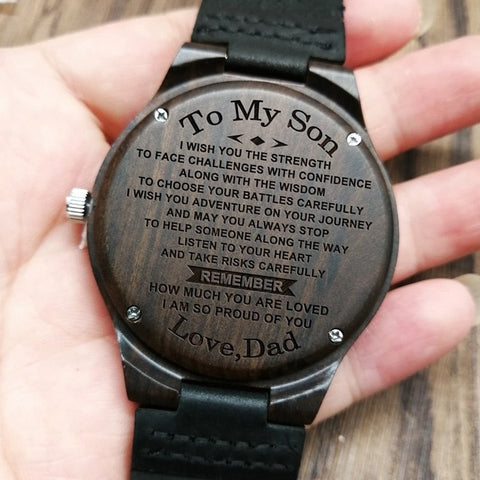 To My Son
I WISH YOU THE STRENGTH
TO FACE CHALLENGES WITH CONFIDENCE
ALONG WITH THE WISDOM
TO CHOOSE YOUR BATTLES CAREFULLY
I WISH YOU ADVENTURE ON YOUR JOURNEY
AND MAY YOU ALWAYS STOP
TO HELP SOMEONE ALONG THE WAY
LISTEN TO YOUR HEART
AND TAKE RISKS CAREFULLY
REMEMBER
HOW MUCH YOU ARE LOVED
I AM SO PROUD OF YOU
Love,Dad